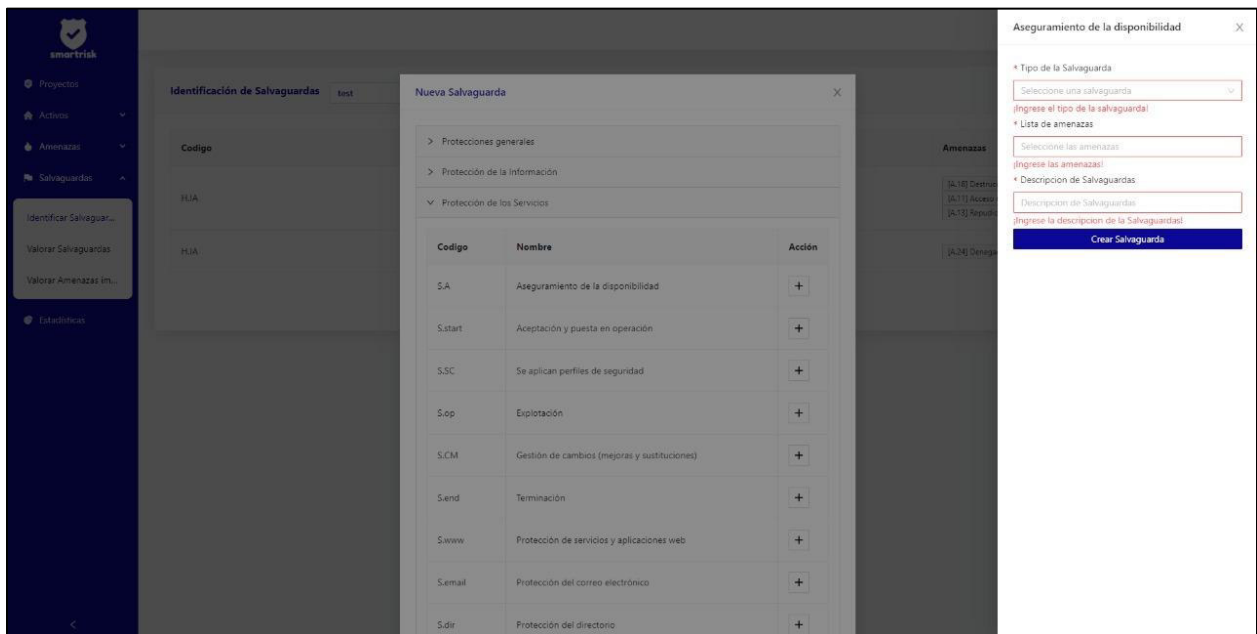 smartrisk
Proyectos
Activos
Amenazas
Salvaguardas
Identificar Salvaguar...
Valorar Salvaguardas
Valorar Amenazas im...
Estadísticas
Identificación de Salvaguardas test
Codigo Amenazas
HJA
[A.11] Acceso
[A.13] Repudio
HJA
Nueva Salvaguarda
Protecciones generales
Protección de la Información
Protección de los Servicios
Codigo Nombre Acción
S.A Aseguramiento de la disponibilidad +
S.start Aceptación y puesta en operación +
S.SC Se aplican perfiles de seguridad +
S.op Explotación +
S.CM Gestión de cambios (mejoras y sustituciones) +
S.end Terminación +
S.www Protección de servicios y aplicaciones web +
S.email Protección del correo electrónico +
S.dir Protección del directorio +
Aseguramiento de la disponibilidad
* Tipo de la Salvaguarda
Seleccione una salvaguarda
¡Ingrese el tipo de la salvaguarda!
* Lista de amenazas
Seleccione las amenazas
¡Ingrese las amenazas!
* Descripcion de Salvaguardas
Descripcion de Salvaguardas
¡Ingrese la descripcion de la Salvaguardas!
Crear Salvaguarda